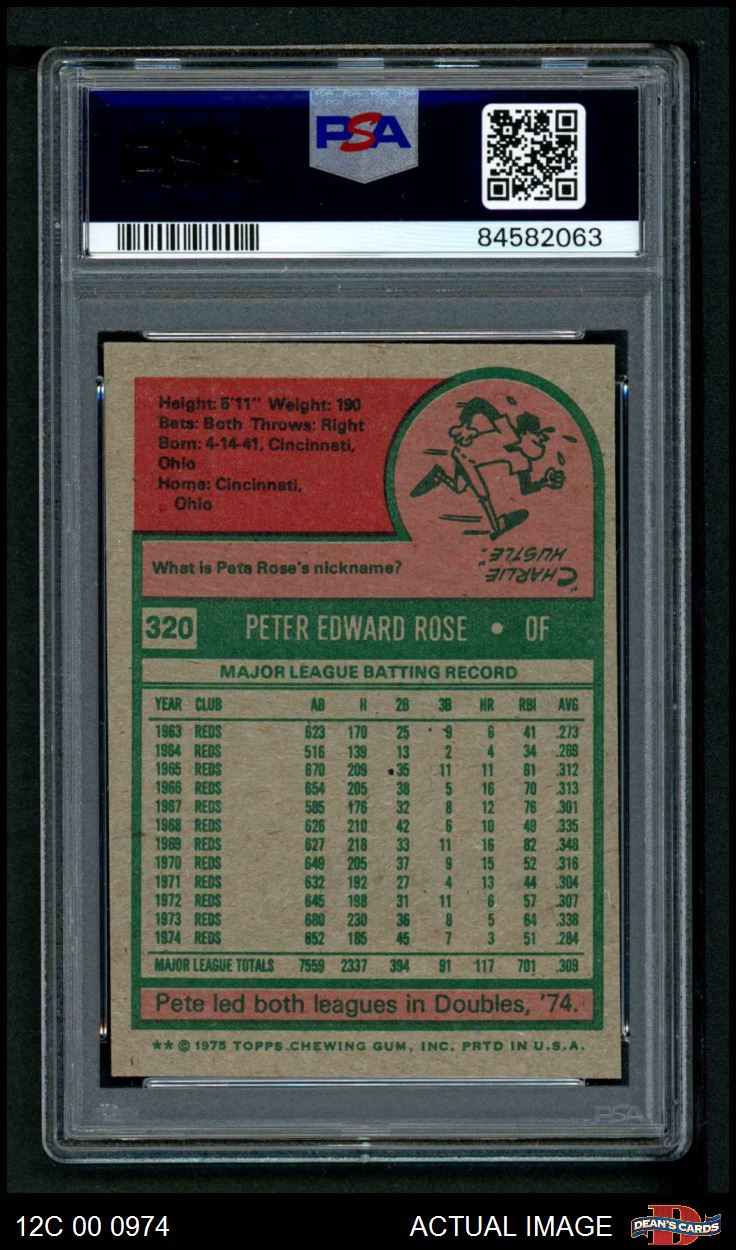 PSA
84582063
Height: 5'11" Weight: 190
Bats: Both Throws: Right
Born: 4-14-41, Cincinnati,
Ohio
Home: Cincinnati,
Ohio
"CHARLIE
HUSTLE"
What is Pete Rose's nickname?
320 PETER EDWARD ROSE • OF
MAJOR LEAGUE BATTING RECORD
YEAR CLUB AB H 2B 3B HR RBI AVG
1963 REDS 623 170 25 9 6 41 .273
1964 REDS 516 139 13 2 4 34 .269
1965 REDS 670 209 35 11 11 81 .312
1966 REDS 654 205 38 5 16 70 .313
1967 REDS 585 176 32 8 12 76 .301
1968 REDS 626 210 42 6 10 49 .335
1969 REDS 627 218 33 11 16 82 .348
1970 REDS 649 205 37 9 15 52 .316
1971 REDS 632 192 27 4 13 44 .304
1972 REDS 645 198 31 11 6 57 .307
1973 REDS 680 230 36 8 5 64 .338
1974 REDS 652 185 45 7 3 51 .284
MAJOR LEAGUE TOTALS 7559 2337 394 91 117 701 .309
Pete led both leagues in Doubles, '74.
** © 1975 TOPPS CHEWING GUM, INC. PRTD IN U.S.A.
PSA
12C 00 0974 ACTUAL IMAGE DEAN'S CARDS